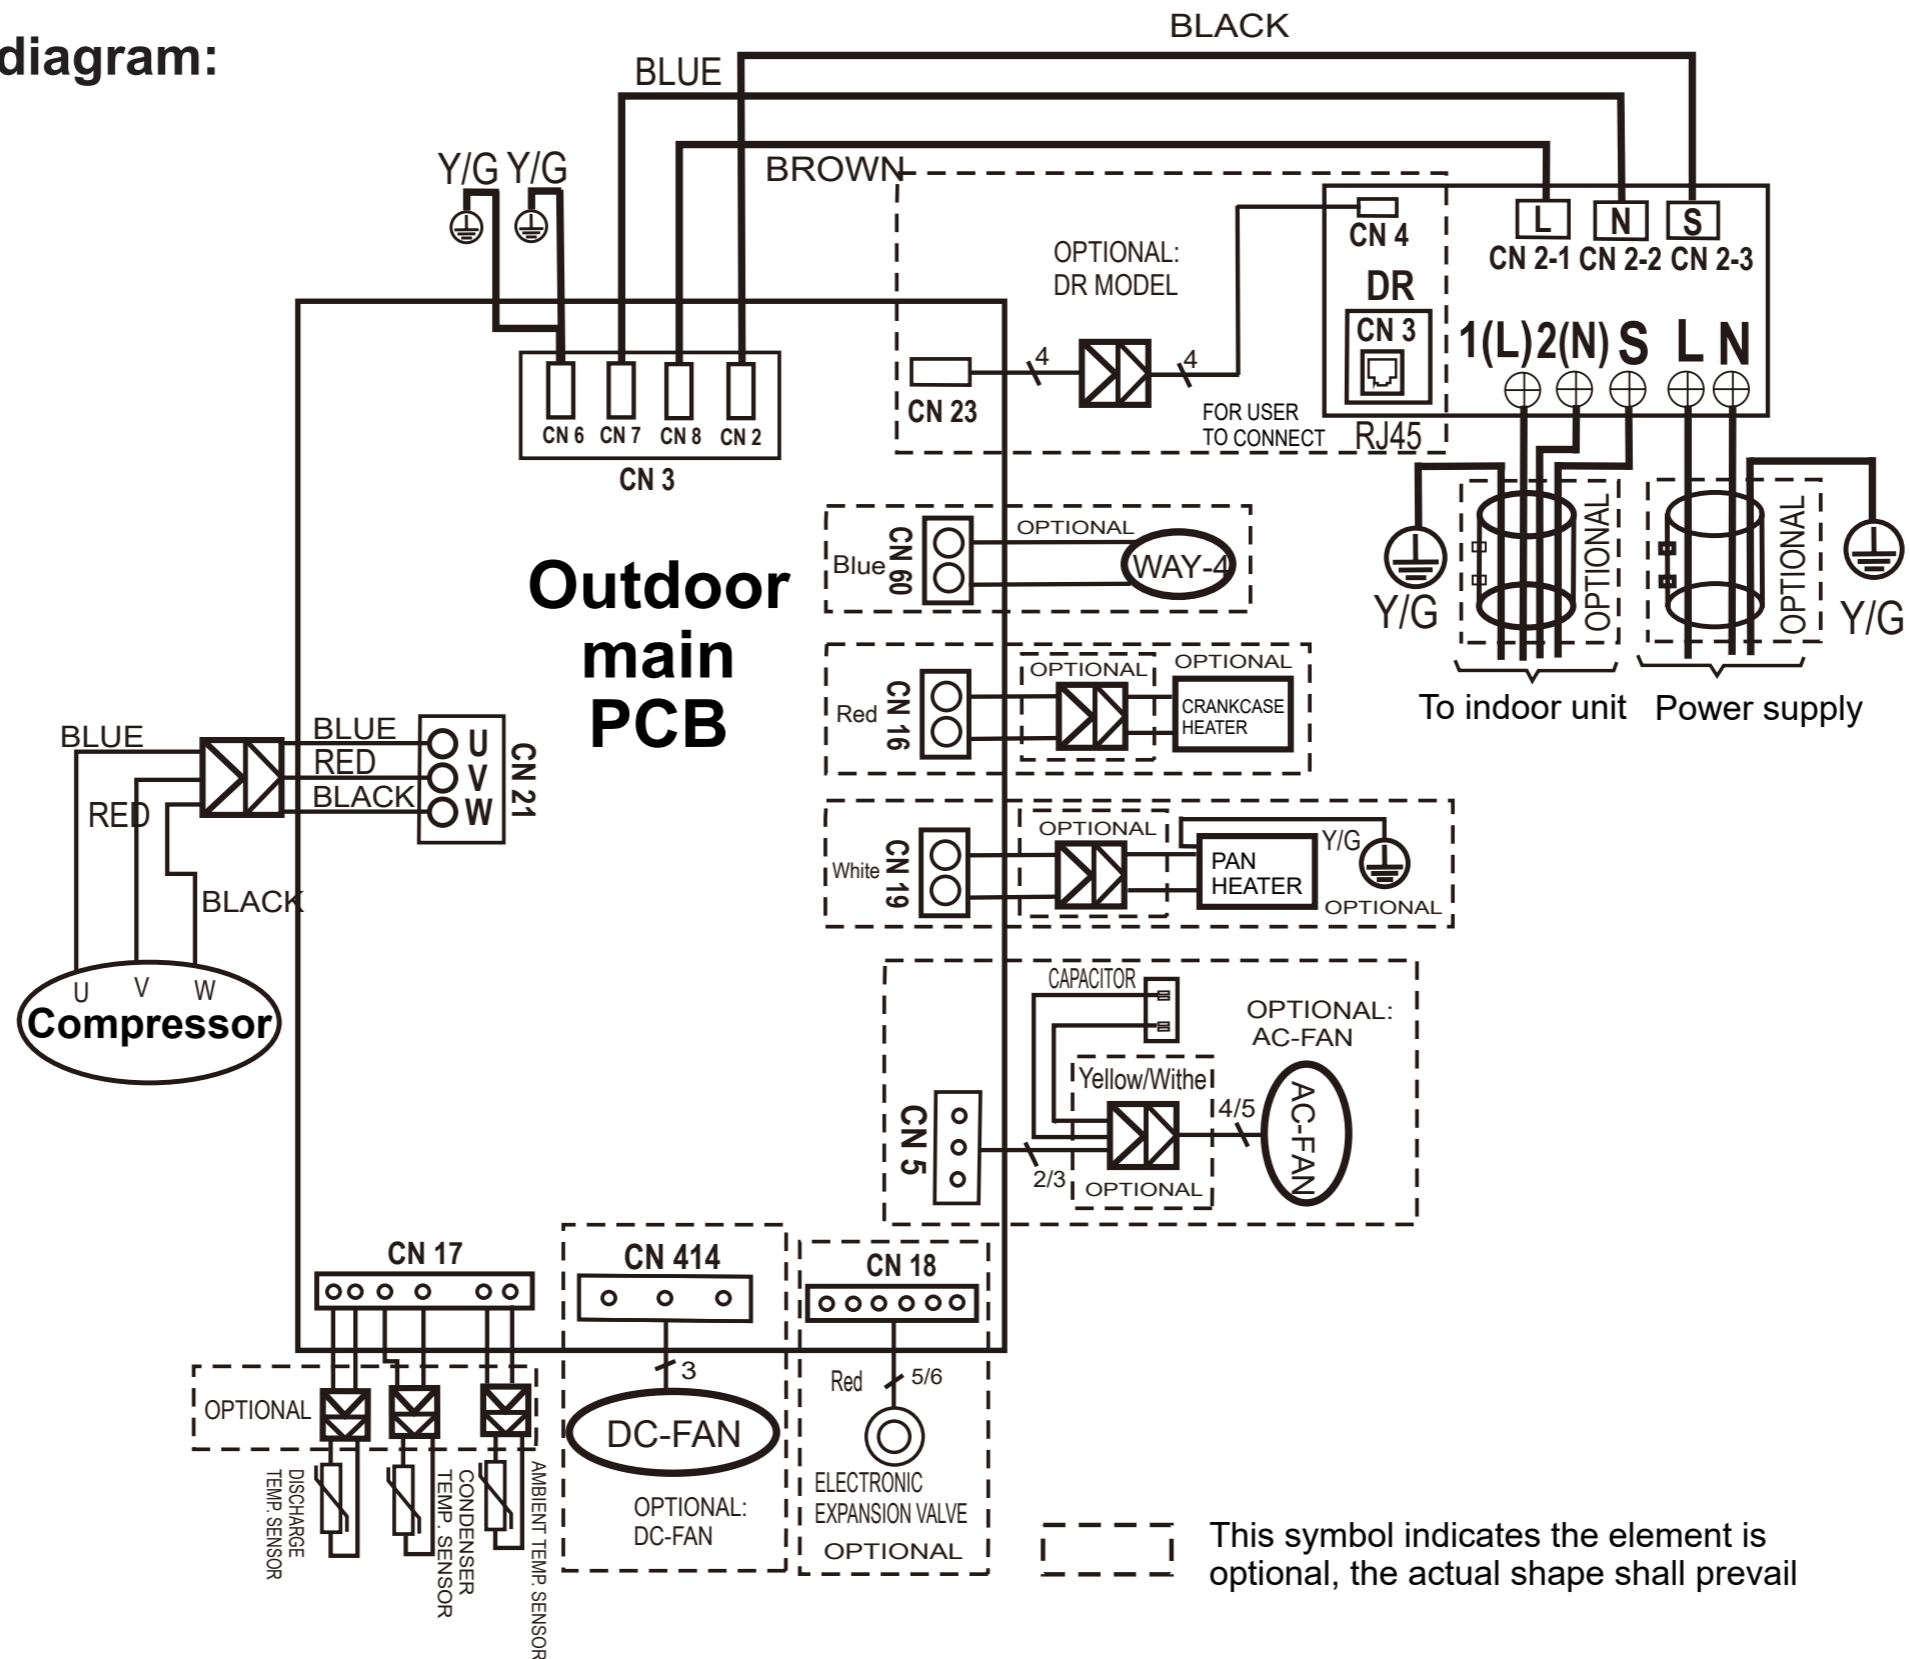 diagram:
BLACK
BLUE
BROWN
Y/G Y/G
OPTIONAL:
DR MODEL
CN 4
DR
CN 3
RJ45
L N S
CN 2-1 CN 2-2 CN 2-3
1(L) 2(N) S L N
CN 6 CN 7 CN 8 CN 2
CN 3
CN 23
4
4
FOR USER
TO CONNECT
OPTIONAL
OPTIONAL
Y/G
Y/G
To indoor unit
Power supply
Outdoor
main
PCB
Blue
CN 60
OPTIONAL
WAY-4
Red
CN 16
OPTIONAL
OPTIONAL
CRANKCASE
HEATER
White
CN 19
OPTIONAL
PAN
HEATER
Y/G
OPTIONAL
BLUE
BLUE
RED
RED
BLACK
BLACK
U
V
W
CN 21
U V W
Compressor
CAPACITOR
OPTIONAL:
AC-FAN
Yellow/Withe
CN 5
2/3
OPTIONAL
4/5
AC-FAN
CN 17
OPTIONAL
DISCHARGE
TEMP. SENSOR
CONDENSER
TEMP. SENSOR
AMBIENT TEMP. SENSOR
CN 414
3
DC-FAN
OPTIONAL:
DC-FAN
CN 18
Red
5/6
ELECTRONIC
EXPANSION VALVE
OPTIONAL
This symbol indicates the element is
optional, the actual shape shall prevail